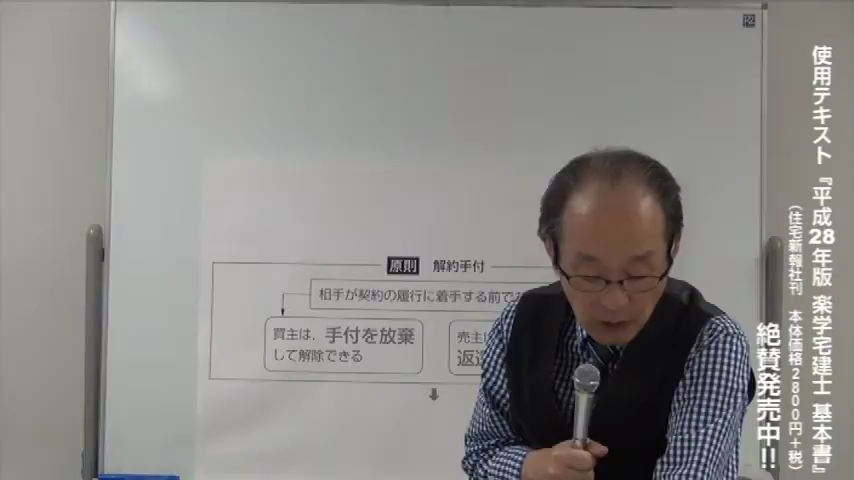 原則 解約手付
相手が契約の履行に着手する前で
買主は、手付を放棄
して解除できる
売主
返
使用テキスト『平成28年版 楽学宅建士 基本書』
(住宅新報社刊 本体価格2800円+税)
絶賛発売中!!